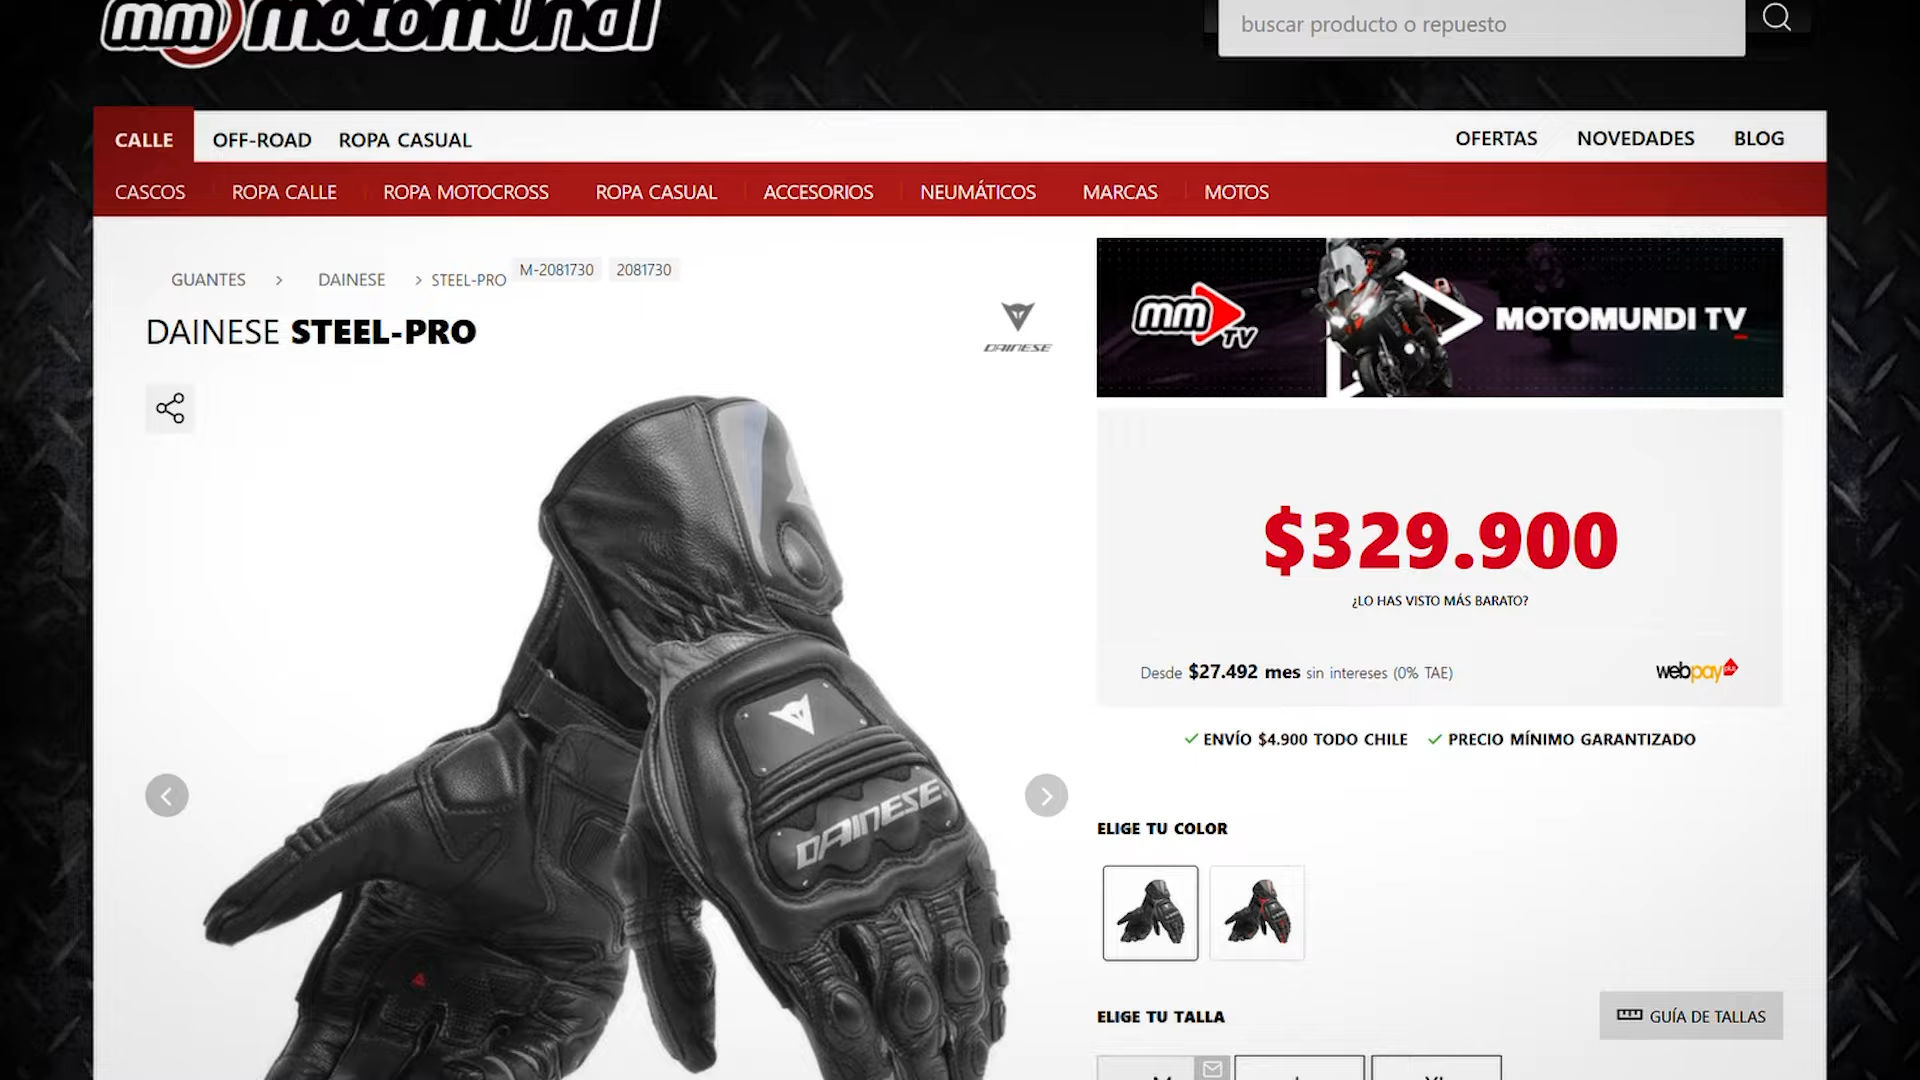 mm motomundi
buscar producto o repuesto
CALLE OFF-ROAD ROPA CASUAL OFERTAS NOVEDADES BLOG
CASCOS ROPA CALLE ROPA MOTOCROSS ROPA CASUAL ACCESORIOS NEUMÁTICOS MARCAS MOTOS
GUANTES > DAINESE > STEEL-PRO M-2081730 2081730
DAINESE STEEL-PRO
DAINESE
mm TV MOTOMUNDI TV
$329.900
¿LO HAS VISTO MÁS BARATO?
Desde $27.492 mes sin intereses (0% TAE)
webpay plus
ENVÍO $4.900 TODO CHILE PRECIO MÍNIMO GARANTIZADO
DAINESE
ELIGE TU COLOR
ELIGE TU TALLA
GUÍA DE TALLAS